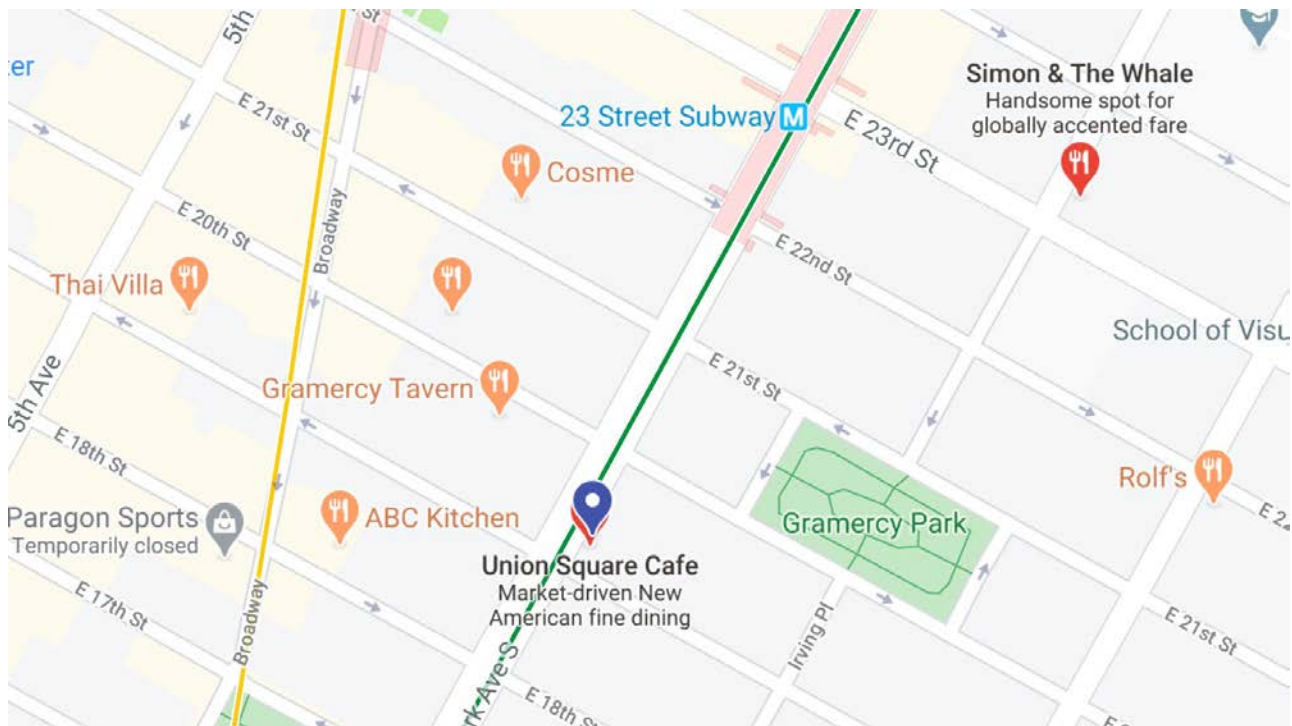 5th
St
ter
E 21st St
23 Street Subway
M
E 23rd St
Simon & The Whale
Handsome spot for
globally accented fare
Cosme
Broadway
E 20th St
E 22nd St
Thai Villa
School of Visu
5th Ave
Gramercy Tavern
E 21st St
E 18th St
Rolf's
E 22
Paragon Sports
Temporarily closed
ABC Kitchen
Gramercy Park
Union Square Cafe
Market-driven New
American fine dining
E 17th St
Broadway
Irving Pl
E 21st St
rk Ave S
E 18th St